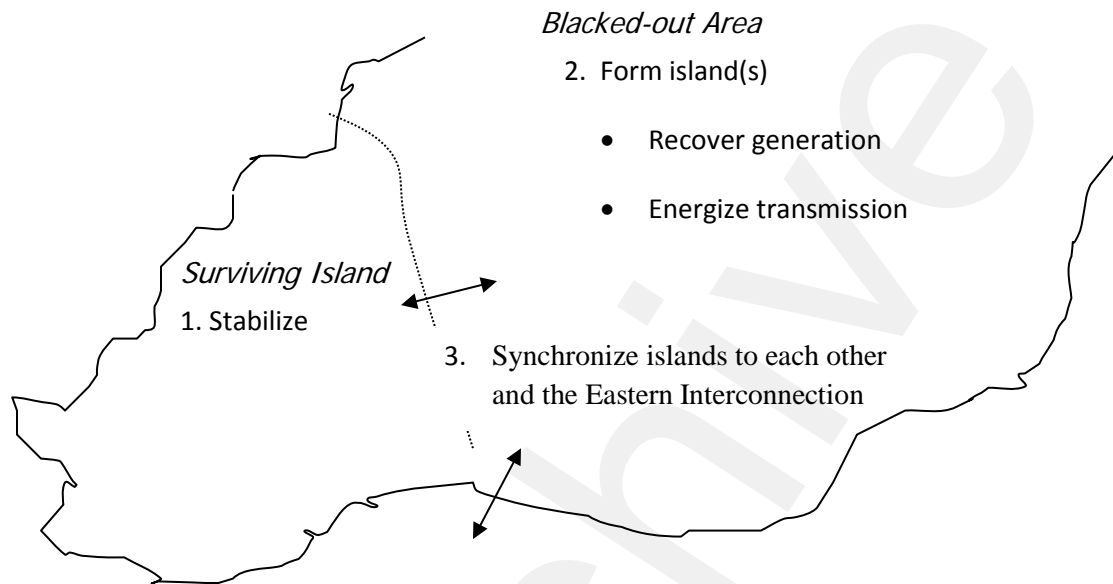 Blacked-out Area
2. Form island(s)
• Recover generation
• Energize transmission
Surviving Island
1. Stabilize
3. Synchronize islands to each other
and the Eastern Interconnection
hive